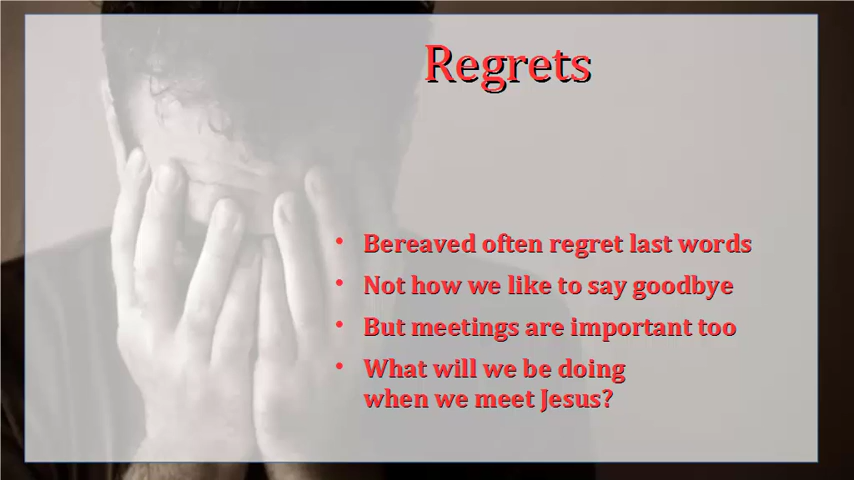 Regrets
• Bereaved often regret last words
• Not how we like to say goodbye
• But meetings are important too
• What will we be doing
when we meet Jesus?